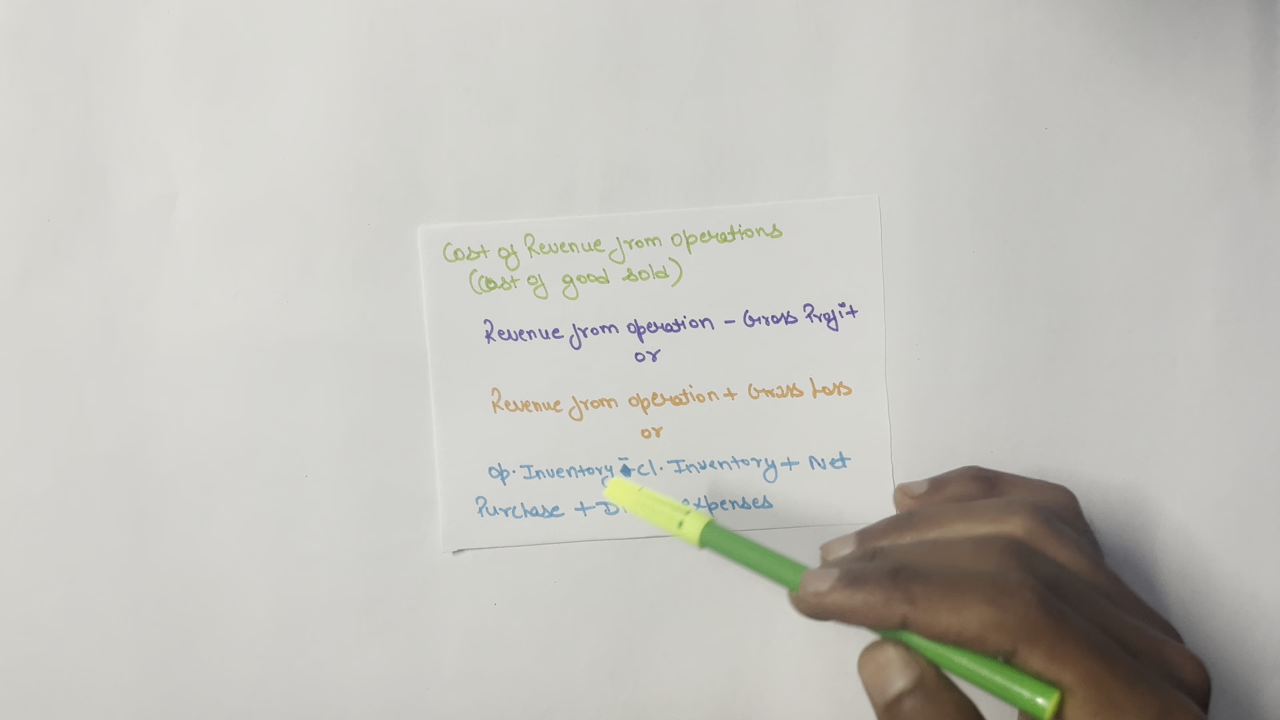 Cost of Revenue from operations
(cost of good sold)
Revenue from operation - Gross Profit
or
Revenue from operation + Gross Loss
or
op. Inventory - cl. Inventory + Net
Purchase + expenses